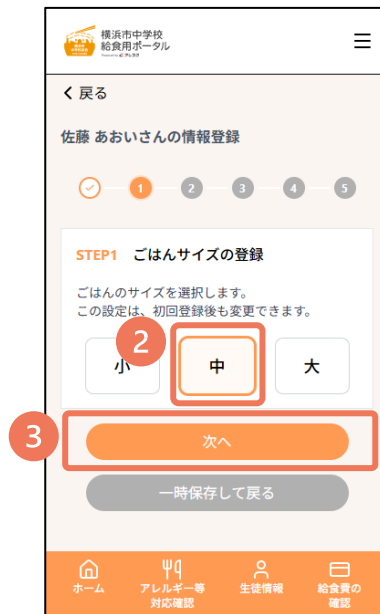 横浜市中学校
給食用ポータル
戻る
佐藤 あおいさんの情報登録
1 2 3 4 5
STEP1 ごはんサイズの登録
ごはんのサイズを選択します。
この設定は、初回登録後も変更できます。
2
小 中 大
3
次へ
一時保存して戻る
ホーム アレルギー等 生徒情報 給食費の
対応確認 確認